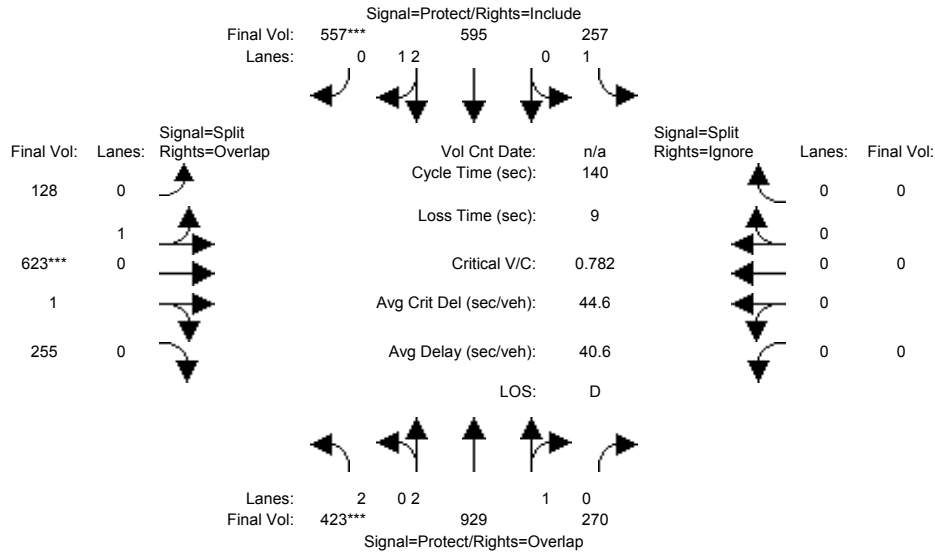 Signal=Protect/Rights=Include
Final Vol: 557*** 595 257
Lanes: 0 1 2 0 1
Signal=Split
Final Vol: Lanes: Rights=Overlap
Vol Cnt Date: n/a
Signal=Split
Rights=Ignore Lanes: Final Vol:
Cycle Time (sec): 140
128 0
0 0
Loss Time (sec): 9
1
0
623*** 0
Critical V/C: 0.782
0 0
1
Avg Crit Del (sec/veh): 44.6
0
255 0
Avg Delay (sec/veh): 40.6
0 0
LOS: D
Lanes: 2 0 2 1 0
Final Vol: 423*** 929 270
Signal=Protect/Rights=Overlap